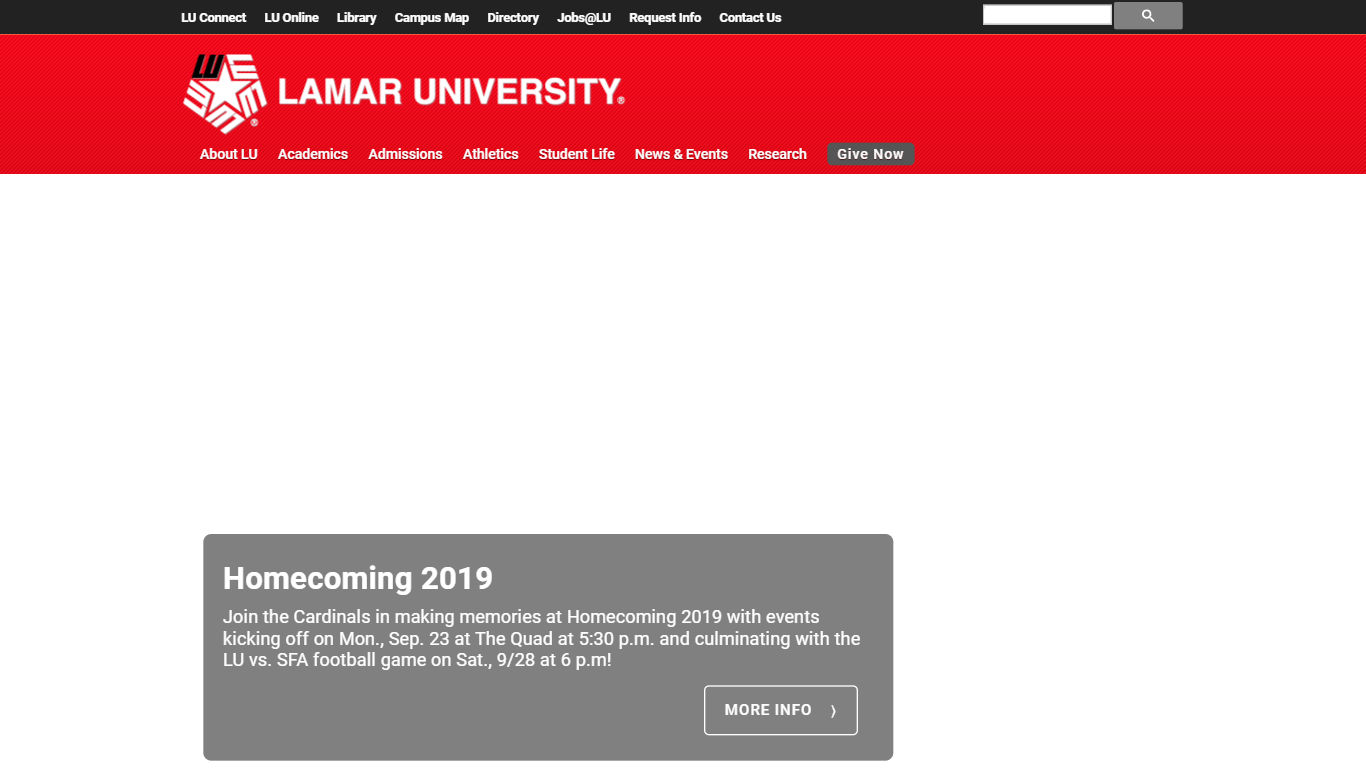 LU Connect LU Online Library Campus Map Directory Jobs@LU Request Info Contact Us
LU
LAMAR UNIVERSITY®
About LU Academics Admissions Athletics Student Life News & Events Research Give Now
Homecoming 2019
Join the Cardinals in making memories at Homecoming 2019 with events
kicking off on Mon., Sep. 23 at The Quad at 5:30 p.m. and culminating with the
LU vs. SFA football game on Sat., 9/28 at 6 p.m!
MORE INFO ⟩